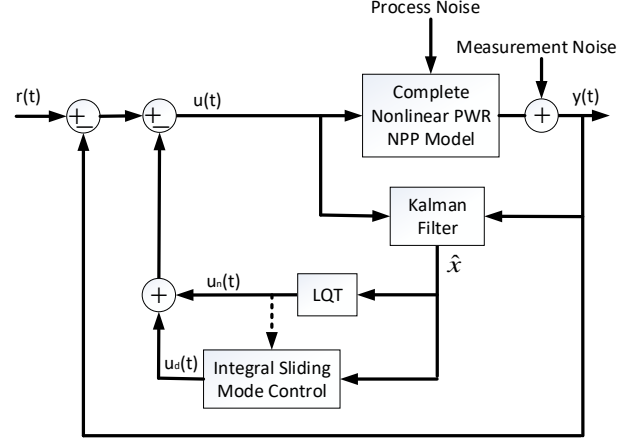 Process Noise
Measurement Noise
r(t)
+
−
+
−
u(t)
Complete
Nonlinear PWR
NPP Model
+
y(t)
Kalman
Filter
x̂
+
uₙ(t)
LQT
u_d(t)
Integral Sliding
Mode Control